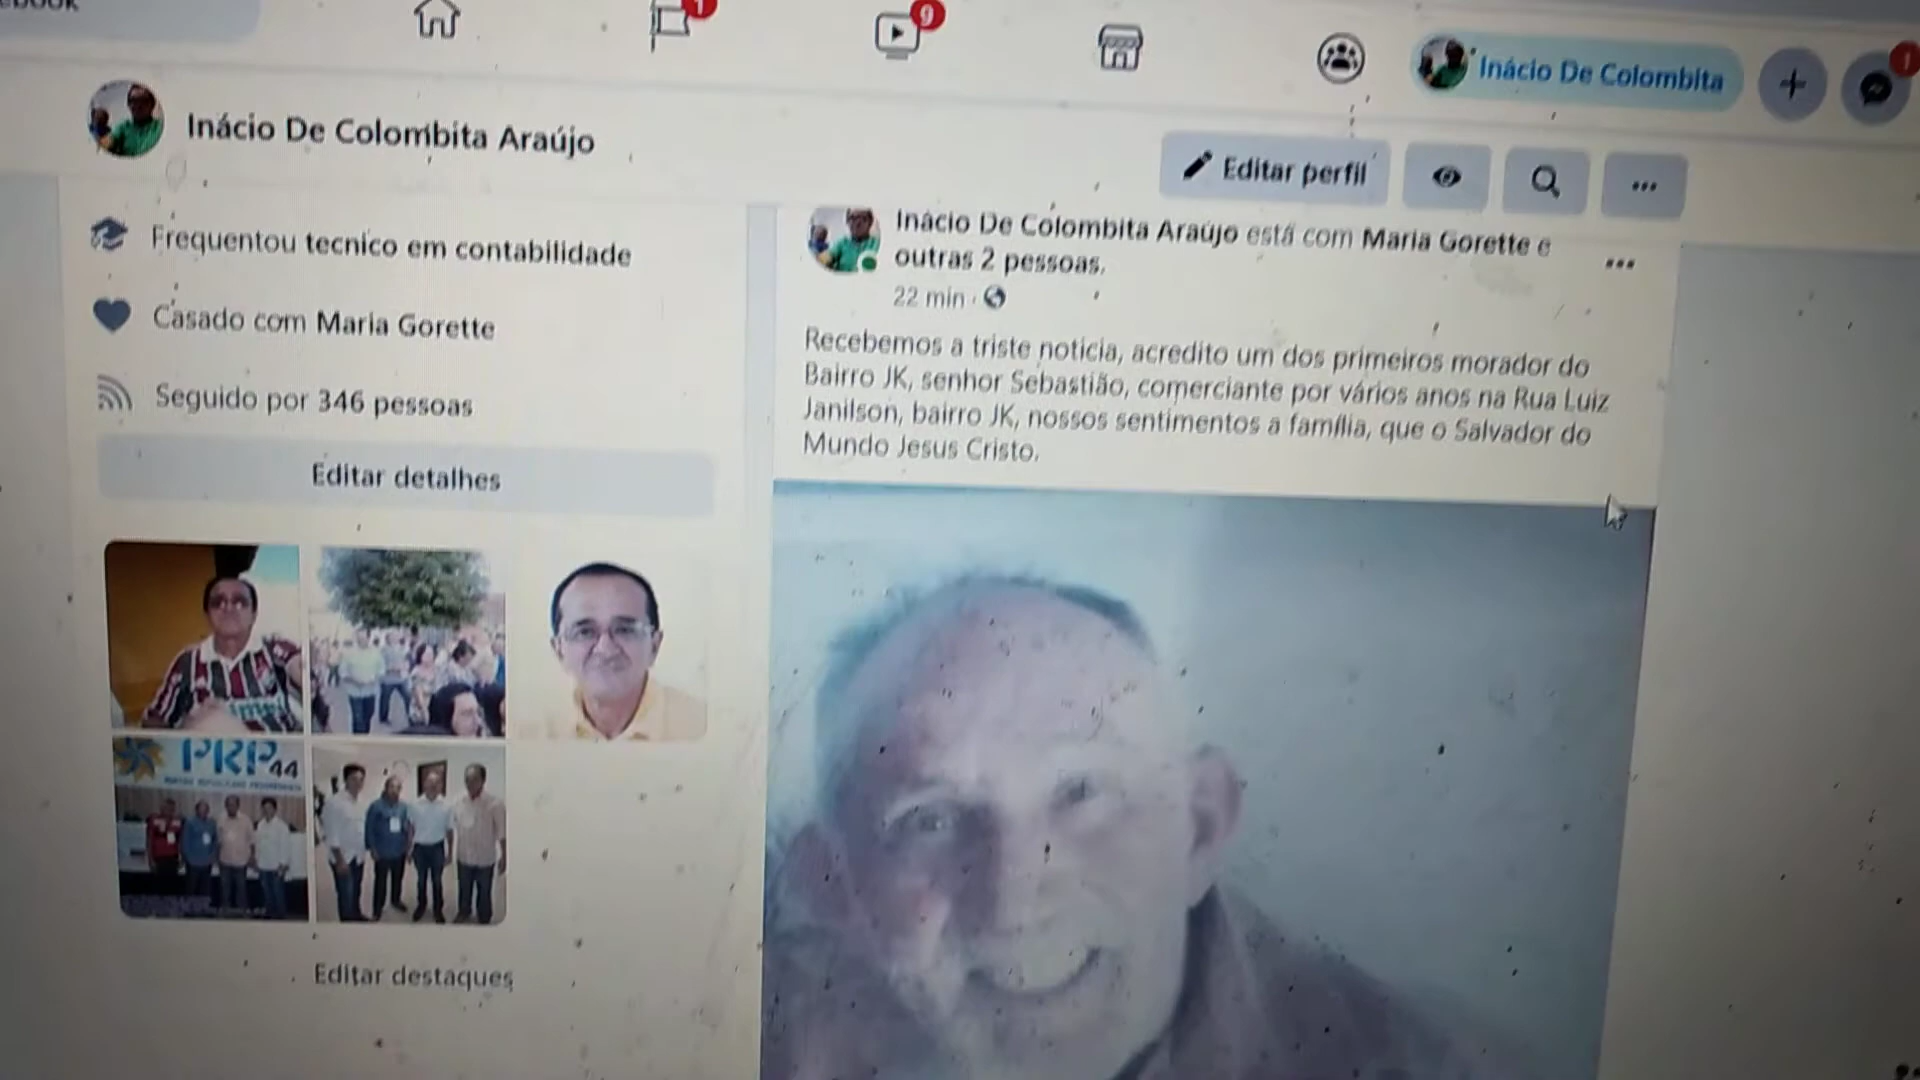 1
9
Inácio De Colombita
1
Inácio De Colombita Araújo
Editar perfil
Frequentou tecnico em contabilidade
Casado com Maria Gorette
Seguido por 346 pessoas
Editar detalhes
PRP 44
Editar destaques
Inácio De Colombita Araújo está com Maria Gorette e
outras 2 pessoas.
22 min ·
Recebemos a triste noticia, acredito um dos primeiros morador do
Bairro JK, senhor Sebastião, comerciante por vários anos na Rua Luiz
Janilson, bairro JK, nossos sentimentos a família, que o Salvador do
Mundo Jesus Cristo.